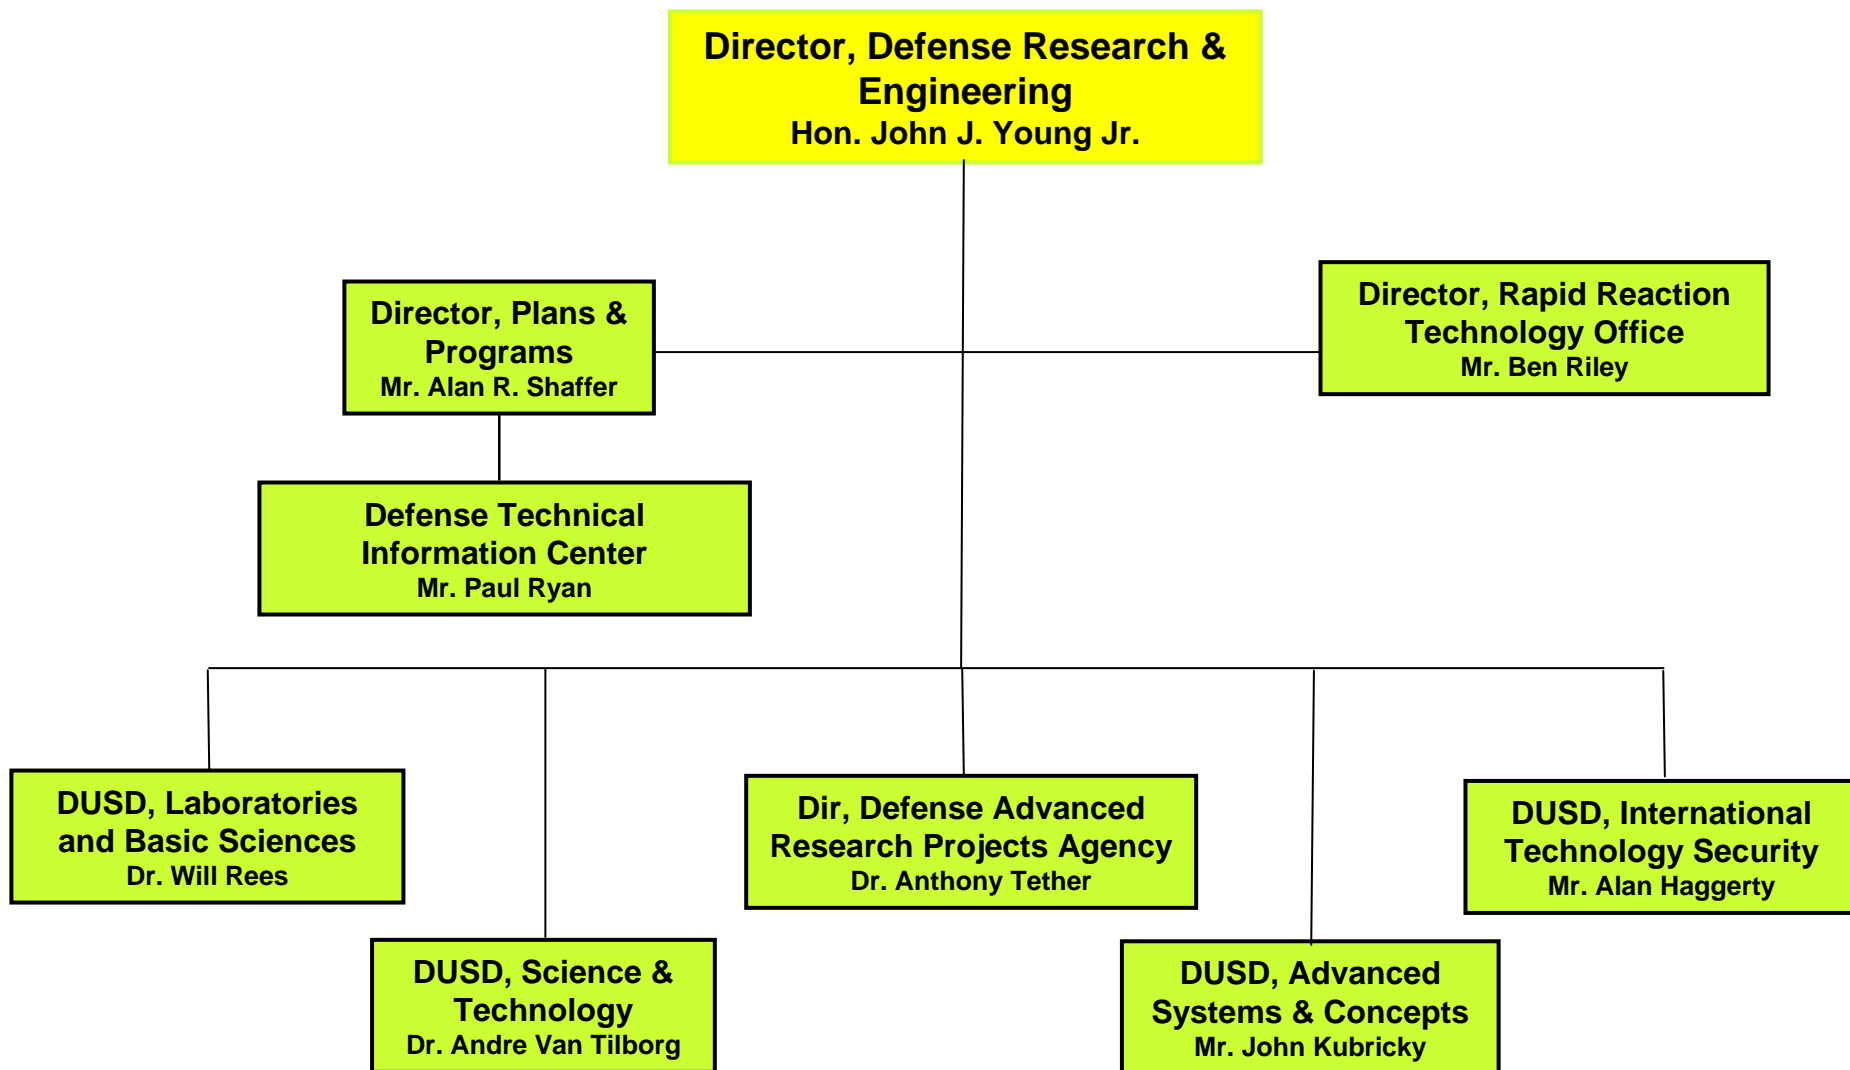 Director, Defense Research &
Engineering
Hon. John J. Young Jr.
Director, Plans &
Programs
Mr. Alan R. Shaffer
Director, Rapid Reaction
Technology Office
Mr. Ben Riley
Defense Technical
Information Center
Mr. Paul Ryan
DUSD, Laboratories
and Basic Sciences
Dr. Will Rees
DUSD, Science &
Technology
Dr. Andre Van Tilborg
Dir, Defense Advanced
Research Projects Agency
Dr. Anthony Tether
DUSD, Advanced
Systems & Concepts
Mr. John Kubricky
DUSD, International
Technology Security
Mr. Alan Haggerty